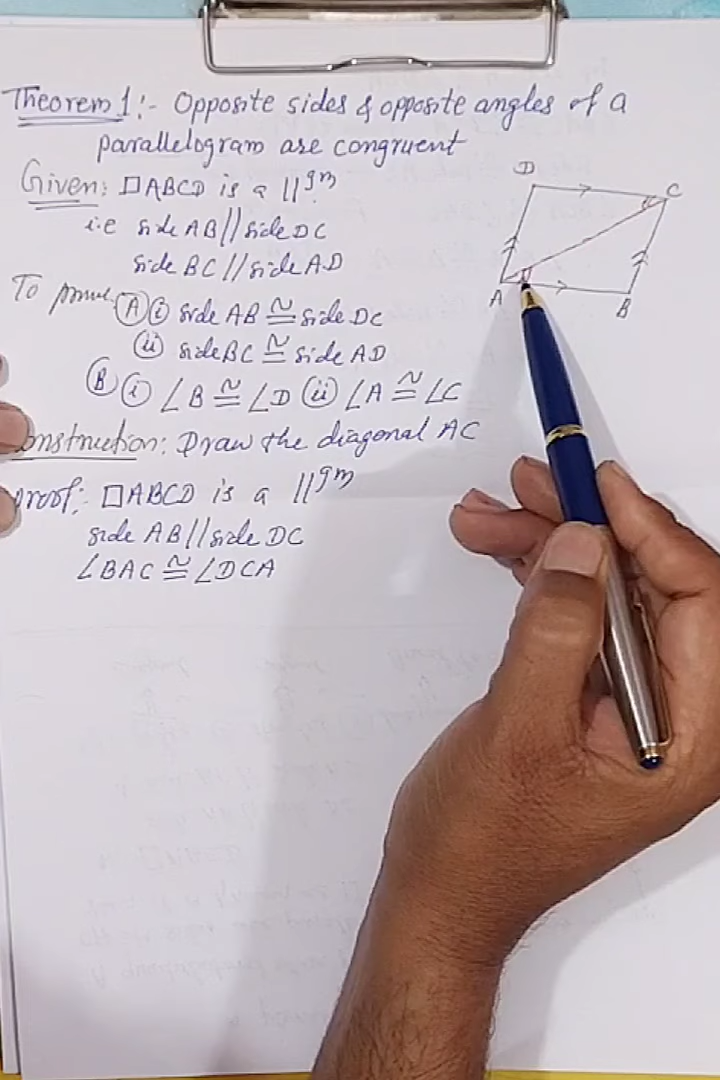 Theorem 1:- Opposite sides & opposite angles of a
parallelogram are congruent
Given: □ABCD is a ||gm
i.e side AB // side DC
side BC // side AD
To prove: (A) (i) side AB ≅ side DC
(ii) side BC ≅ side AD
(B) (i) ∠B ≅ ∠D (ii) ∠A ≅ ∠C
onstruction: Draw the diagonal AC
proof:- □ABCD is a ||gm
side AB // side DC
∠BAC ≅ ∠DCA
D
C
A
B